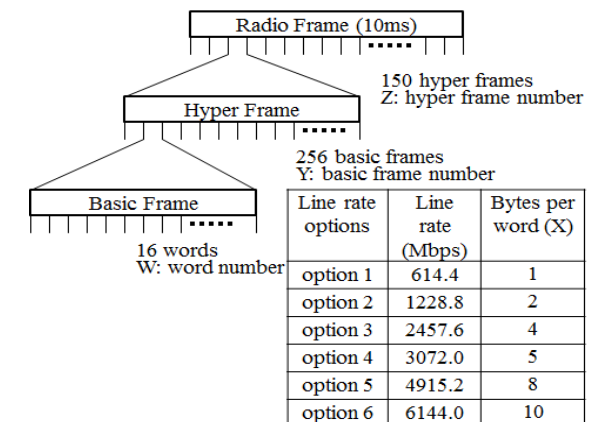 Radio Frame (10ms)
150 hyper frames
Z: hyper frame number
Hyper Frame
256 basic frames
Y: basic frame number
Basic Frame
16 words
W: word number
Line rate options Line rate (Mbps) Bytes per word (X)
option 1 614.4 1
option 2 1228.8 2
option 3 2457.6 4
option 4 3072.0 5
option 5 4915.2 8
option 6 6144.0 10